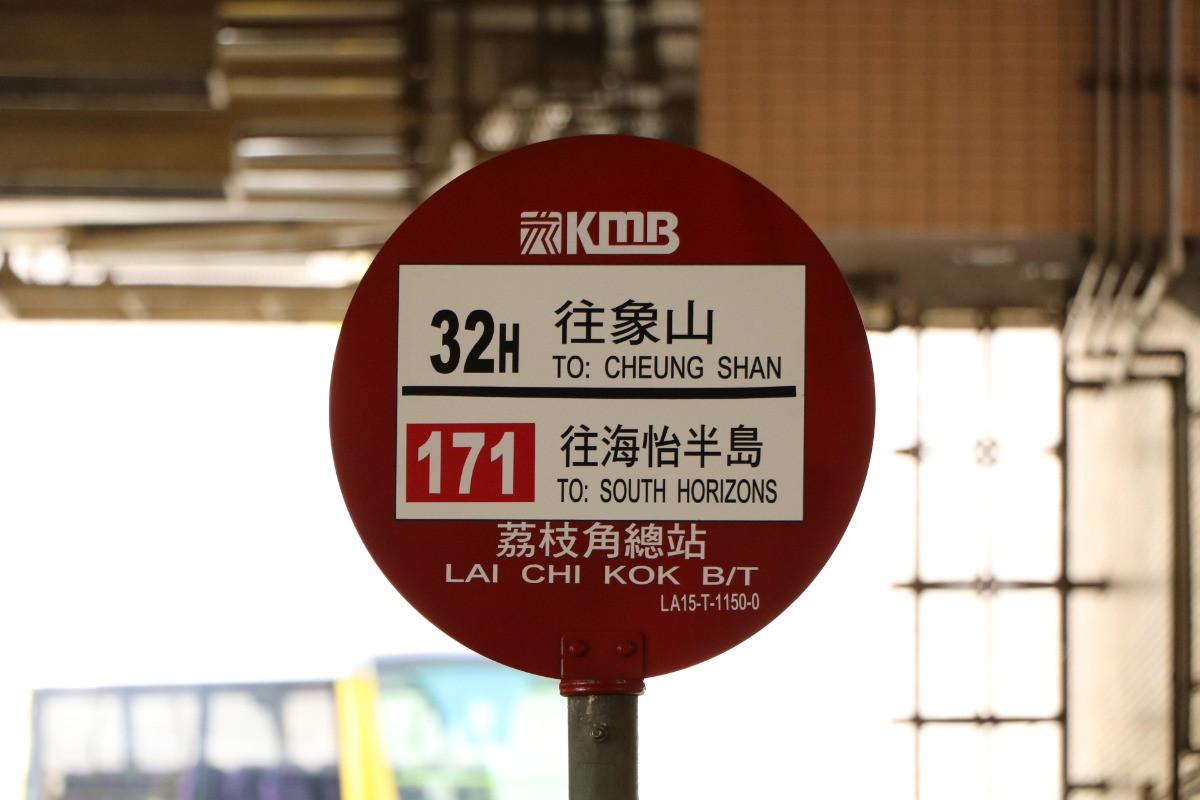 KMB
32H 往象山
TO: CHEUNG SHAN
171 往海怡半島
TO: SOUTH HORIZONS
荔枝角總站
LAI CHI KOK B/T
LA15-T-1150-0